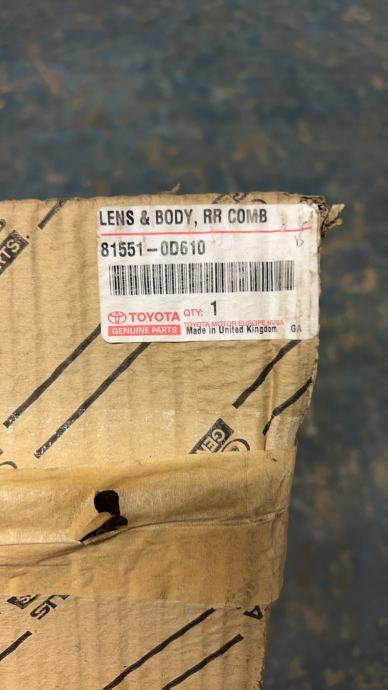 LENS & BODY, RR COMB
81551-0D610
TOYOTA QTY: 1
GENUINE PARTS
TOYOTA MOTOR EUROPE NV/SA
Made in United Kingdom GA